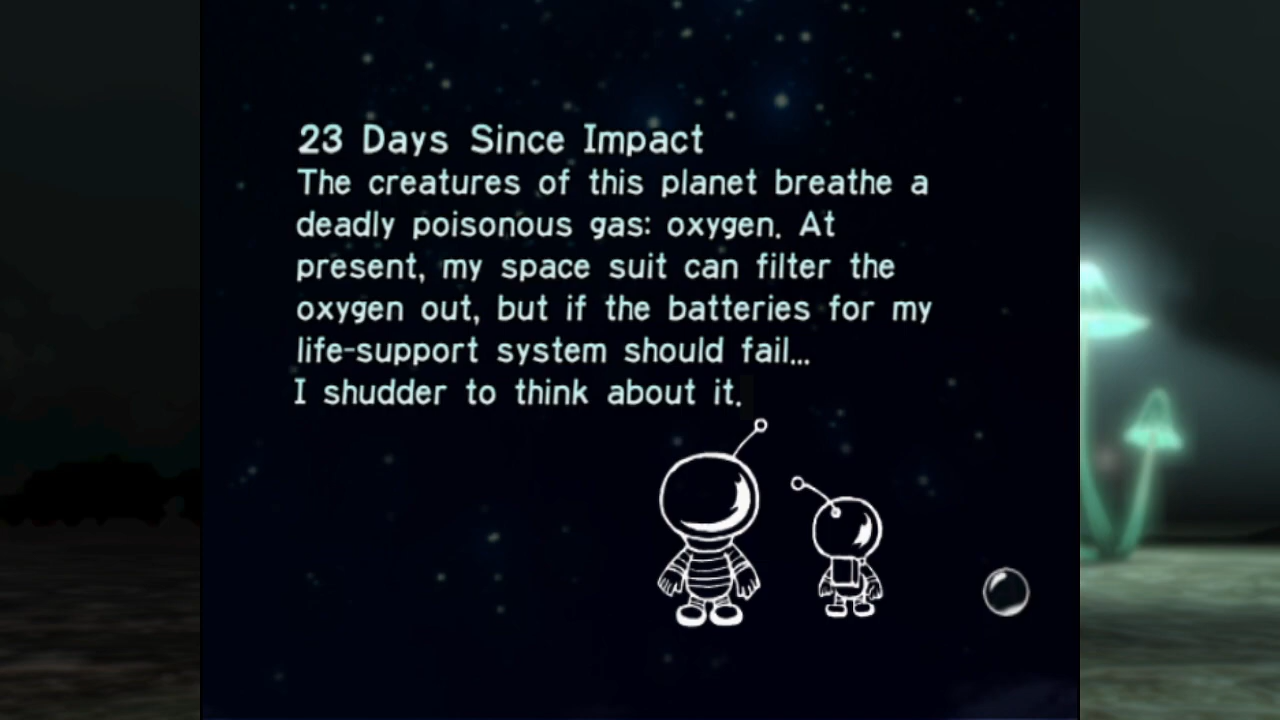 23 Days Since Impact
The creatures of this planet breathe a
deadly poisonous gas: oxygen. At
present, my space suit can filter the
oxygen out, but if the batteries for my
life-support system should fail...
I shudder to think about it.